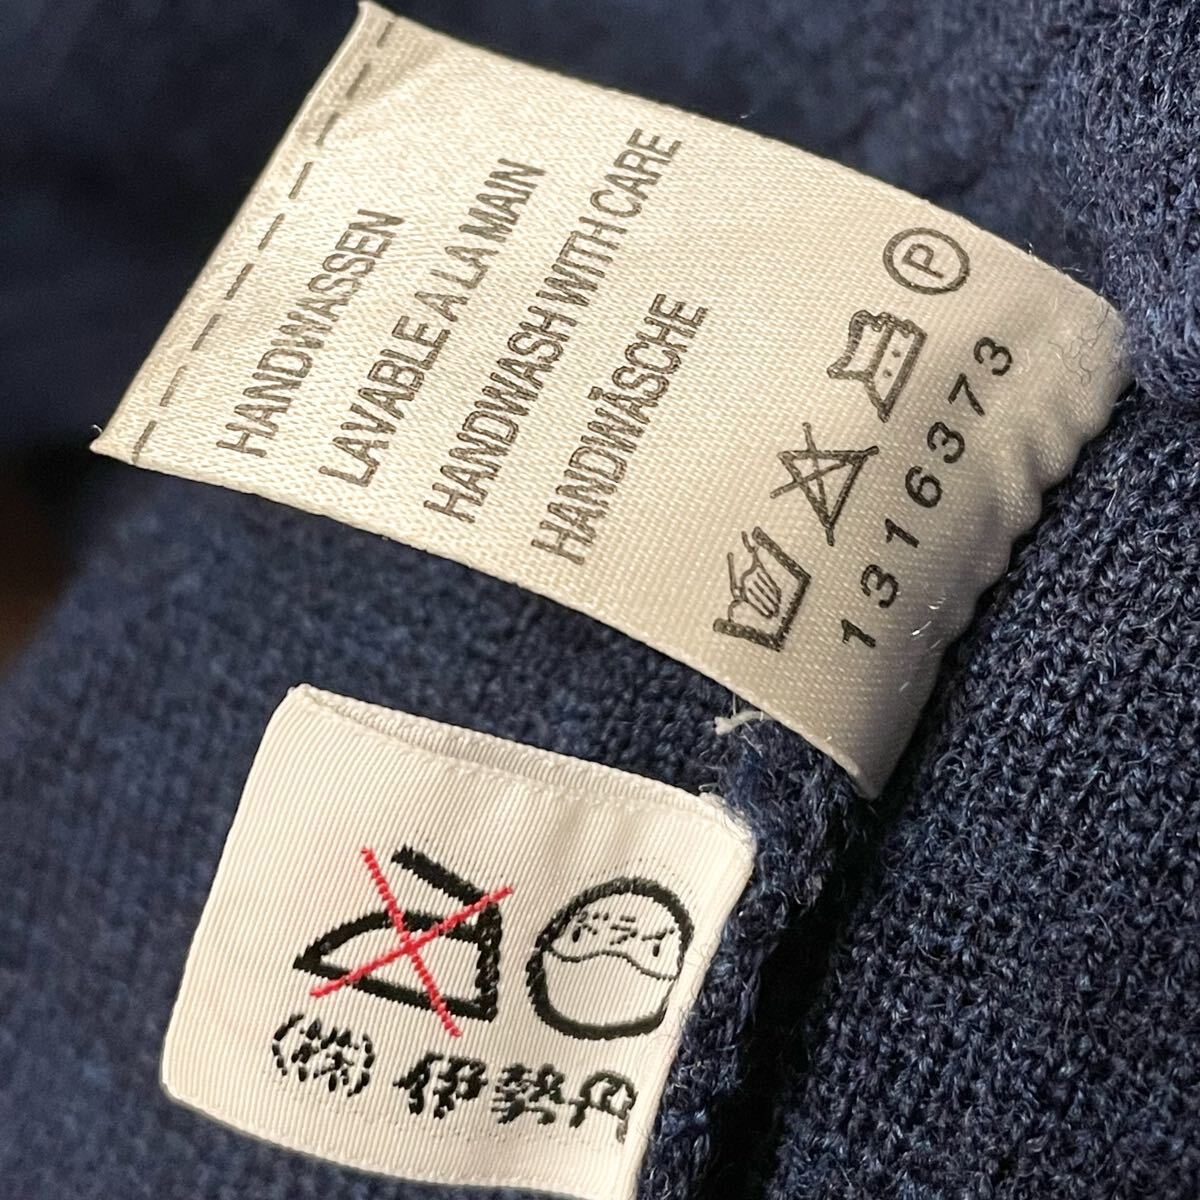 HANDWASSEN
LAVABLE A LA MAIN
HANDWASH WITH CARE
HANDWÄSCHE
P
1316373
ドライ
(株) 伊勢丹